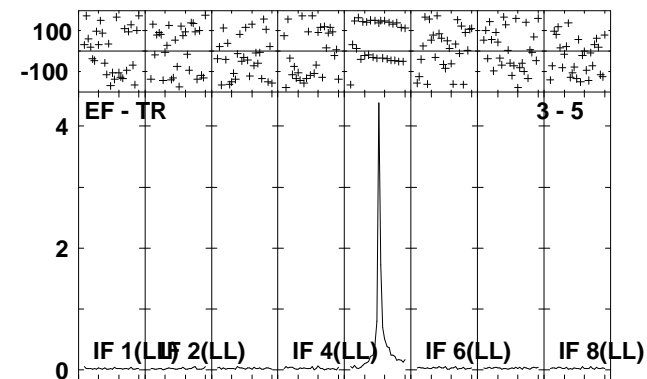 100
-100
EF - TR 3 - 5
4
2
0
IF 1(LL) IF 2(LL) IF 4(LL) IF 6(LL) IF 8(LL)